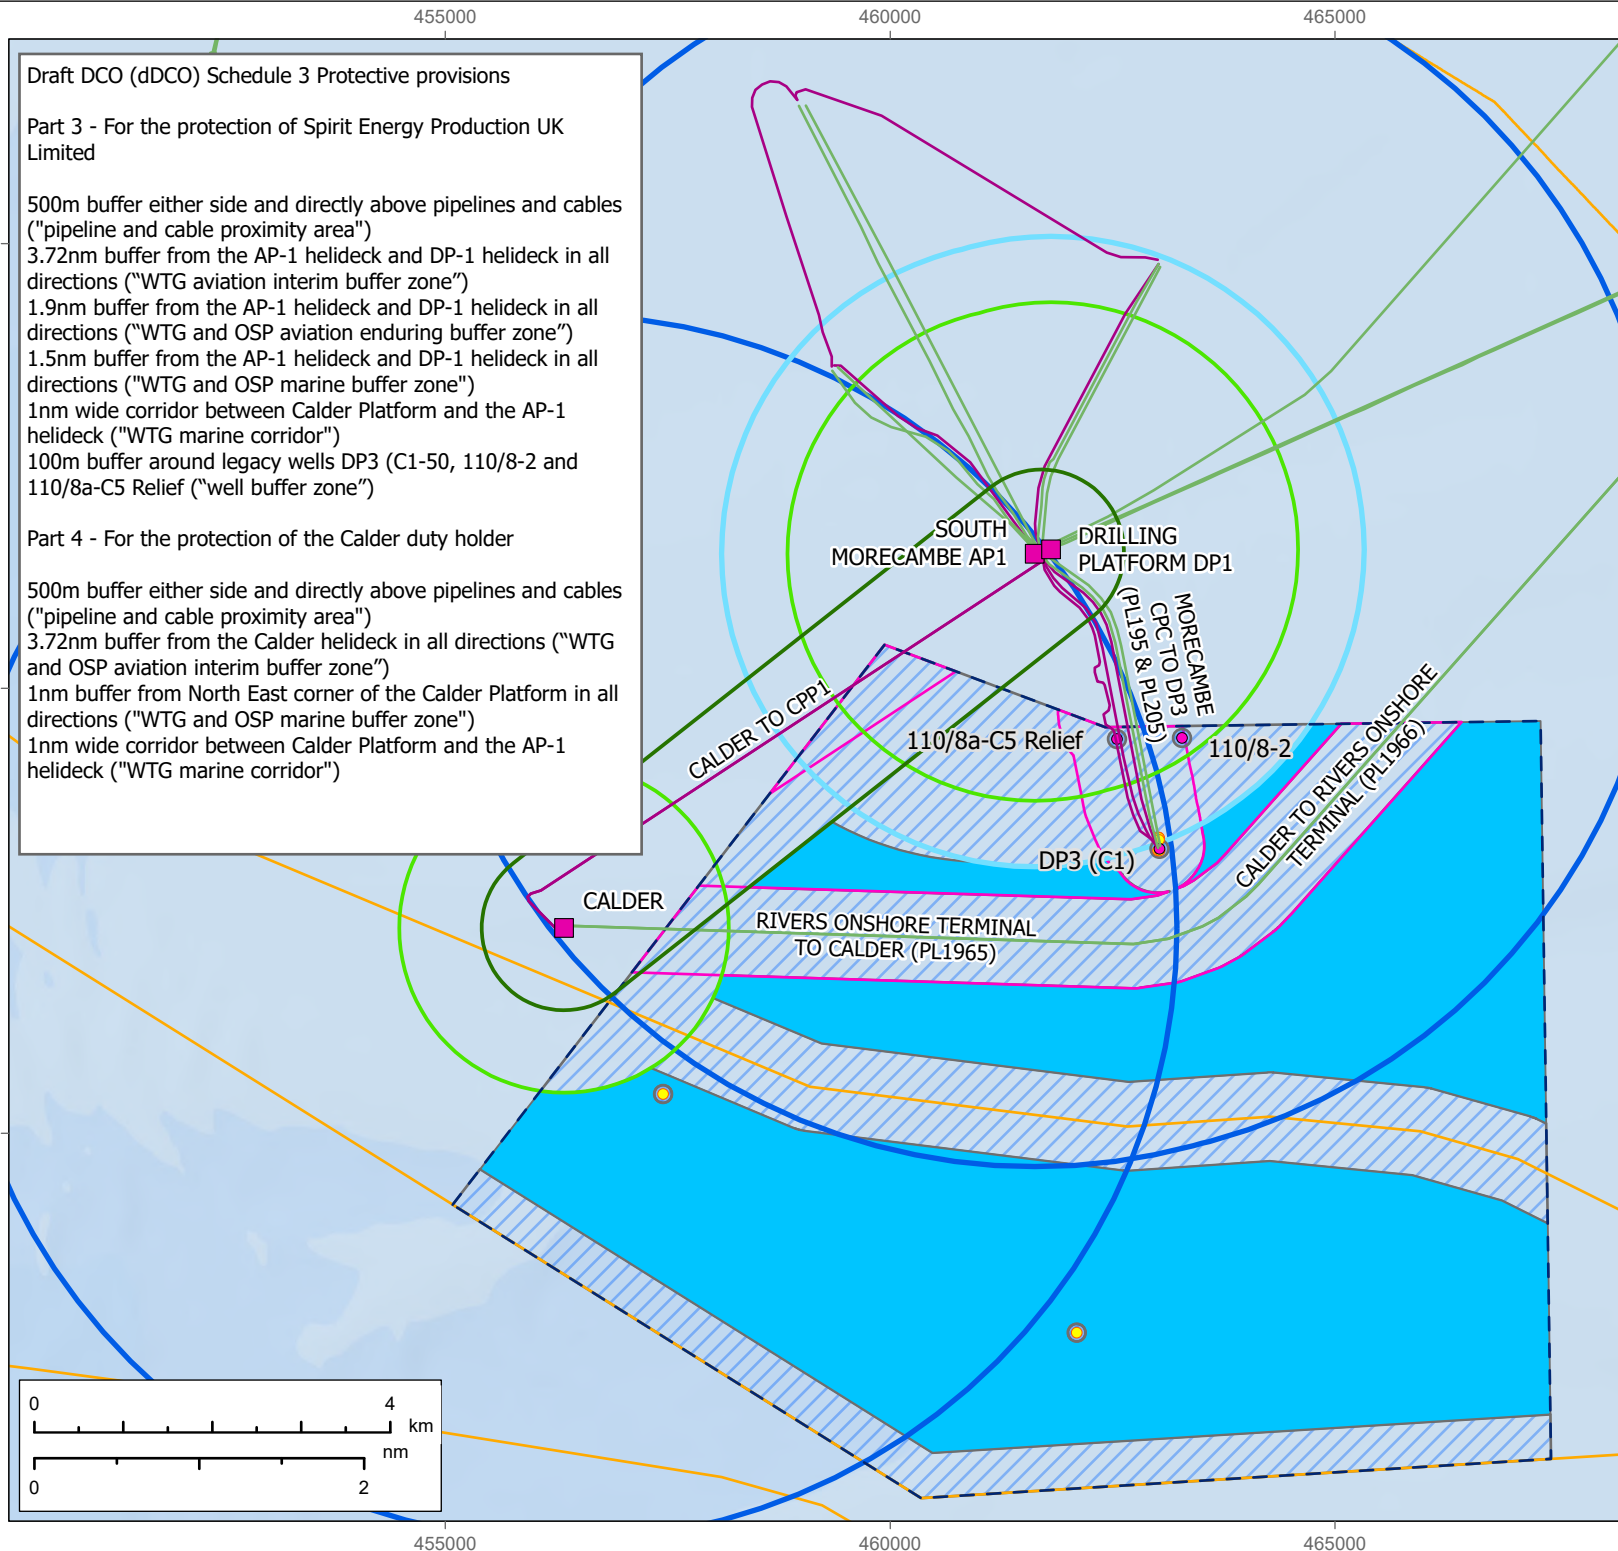 455000
460000
465000
Draft DCO (dDCO) Schedule 3 Protective provisions
Part 3 - For the protection of Spirit Energy Production UK
Limited
500m buffer either side and directly above pipelines and cables
("pipeline and cable proximity area")
3.72nm buffer from the AP-1 helideck and DP-1 helideck in all
directions (“WTG aviation interim buffer zone”)
1.9nm buffer from the AP-1 helideck and DP-1 helideck in all
directions (“WTG and OSP aviation enduring buffer zone”)
1.5nm buffer from the AP-1 helideck and DP-1 helideck in all
directions ("WTG and OSP marine buffer zone")
1nm wide corridor between Calder Platform and the AP-1
helideck ("WTG marine corridor")
100m buffer around legacy wells DP3 (C1-50, 110/8-2 and
110/8a-C5 Relief (“well buffer zone”)
Part 4 - For the protection of the Calder duty holder
500m buffer either side and directly above pipelines and cables
("pipeline and cable proximity area")
3.72nm buffer from the Calder helideck in all directions (“WTG
and OSP aviation interim buffer zone”)
1nm buffer from North East corner of the Calder Platform in all
directions ("WTG and OSP marine buffer zone")
1nm wide corridor between Calder Platform and the AP-1
helideck ("WTG marine corridor")
SOUTH
MORECAMBE AP1
DRILLING
PLATFORM DP1
MORECAMBE
CPC TO DP3
(PL195 & PL205)
CALDER TO CPP1
110/8a-C5 Relief
110/8-2
DP3 (C1)
CALDER TO RIVERS ONSHORE
TERMINAL (PL1966)
CALDER
RIVERS ONSHORE TERMINAL
TO CALDER (PL1965)
0
4
km
nm
0
2
455000
460000
465000